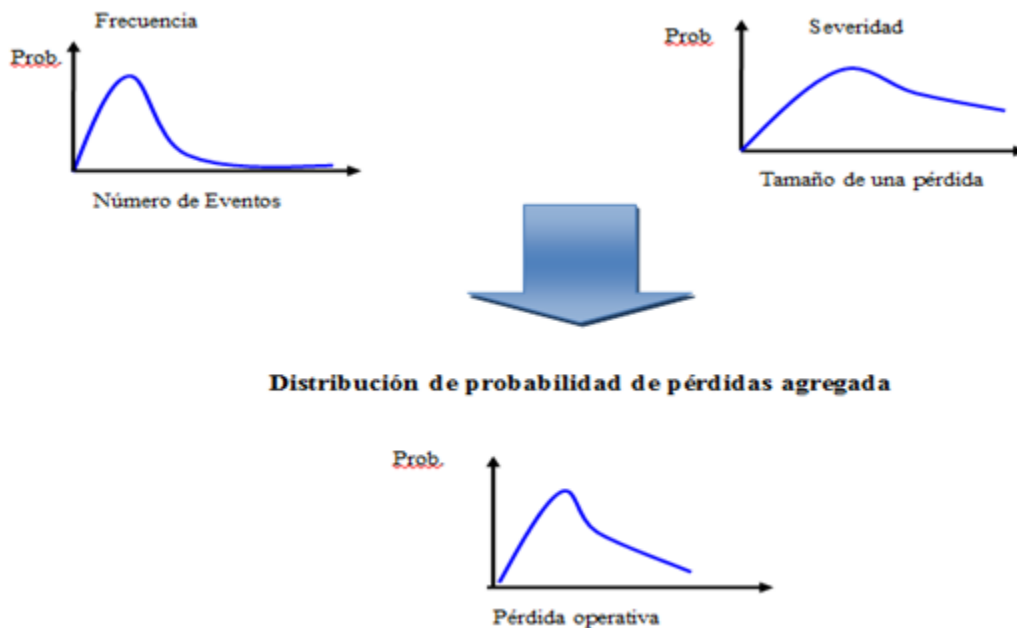 Frecuencia
Prob.
Número de Eventos
Severidad
Prob
Tamaño de una pérdida
Distribución de probabilidad de pérdidas agregada
Prob.
Pérdida operativa